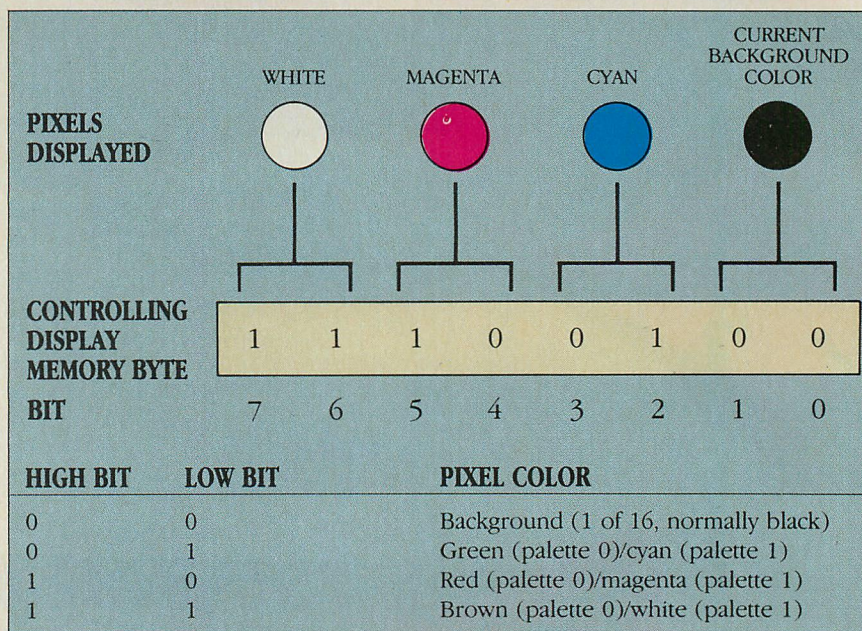 CURRENT
BACKGROUND
COLOR
WHITE MAGENTA CYAN
PIXELS
DISPLAYED
CONTROLLING
DISPLAY
MEMORY BYTE
1 1 1 0 0 1 0 0
BIT 7 6 5 4 3 2 1 0
HIGH BIT LOW BIT PIXEL COLOR
0 0 Background (1 of 16, normally black)
0 1 Green (palette 0)/cyan (palette 1)
1 0 Red (palette 0)/magenta (palette 1)
1 1 Brown (palette 0)/white (palette 1)